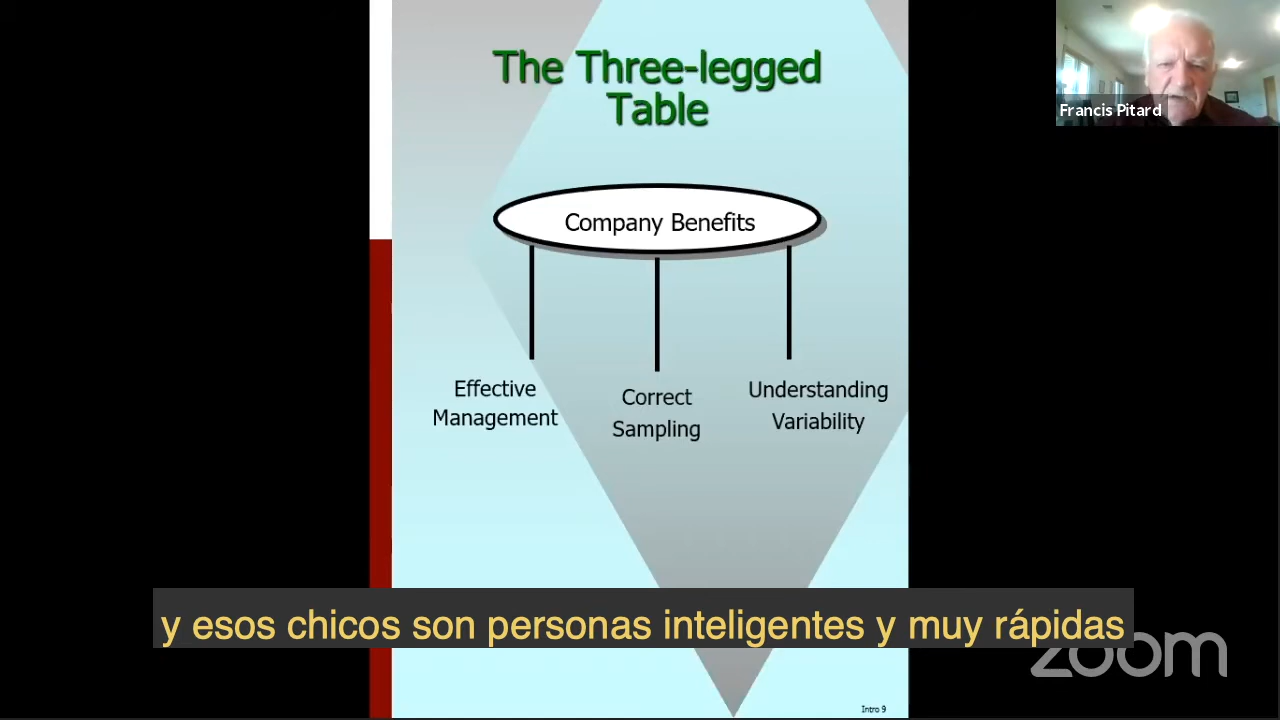 The Three-legged
Table
Francis Pitard
Company Benefits
Effective
Management
Correct
Sampling
Understanding
Variability
y esos chicos son personas inteligentes y muy rápidas
zoom
Intro 9